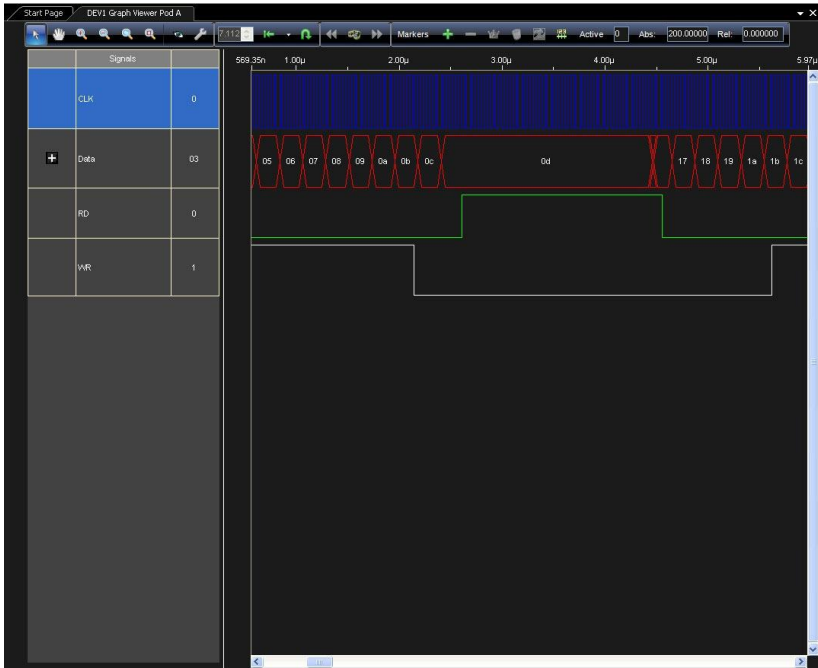 Start Page DEV1 Graph Viewer Pod A
7.112 Markers Active 0 Abs: 200.00000 Rel: 0.000000
Signals
569.35n 1.00µ 2.00µ 3.00µ 4.00µ 5.00µ 5.97µ
CLK 0
Data 03 05 06 07 08 09 0a 0b 0c 0d 17 18 19 1a 1b 1c
RD 0
WR 1